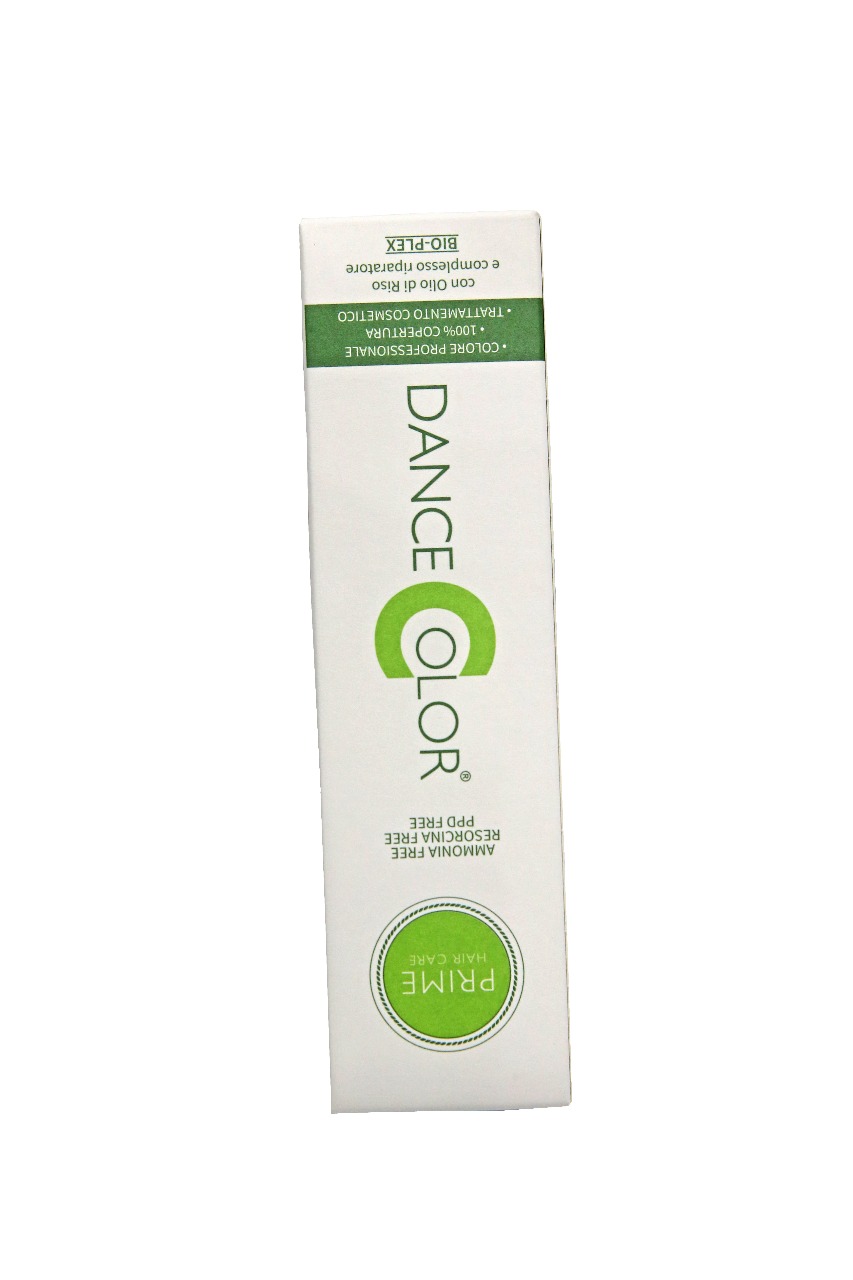 PRIME
HAIR CARE
AMMONIA FREE
RESORCINA FREE
PPD FREE
DANCE COLOR®
• COLORE PROFESSIONALE
• 100% COPERTURA
• TRATTAMENTO COSMETICO
con Olio di Riso
e complesso riparatore
BIO-PLEX